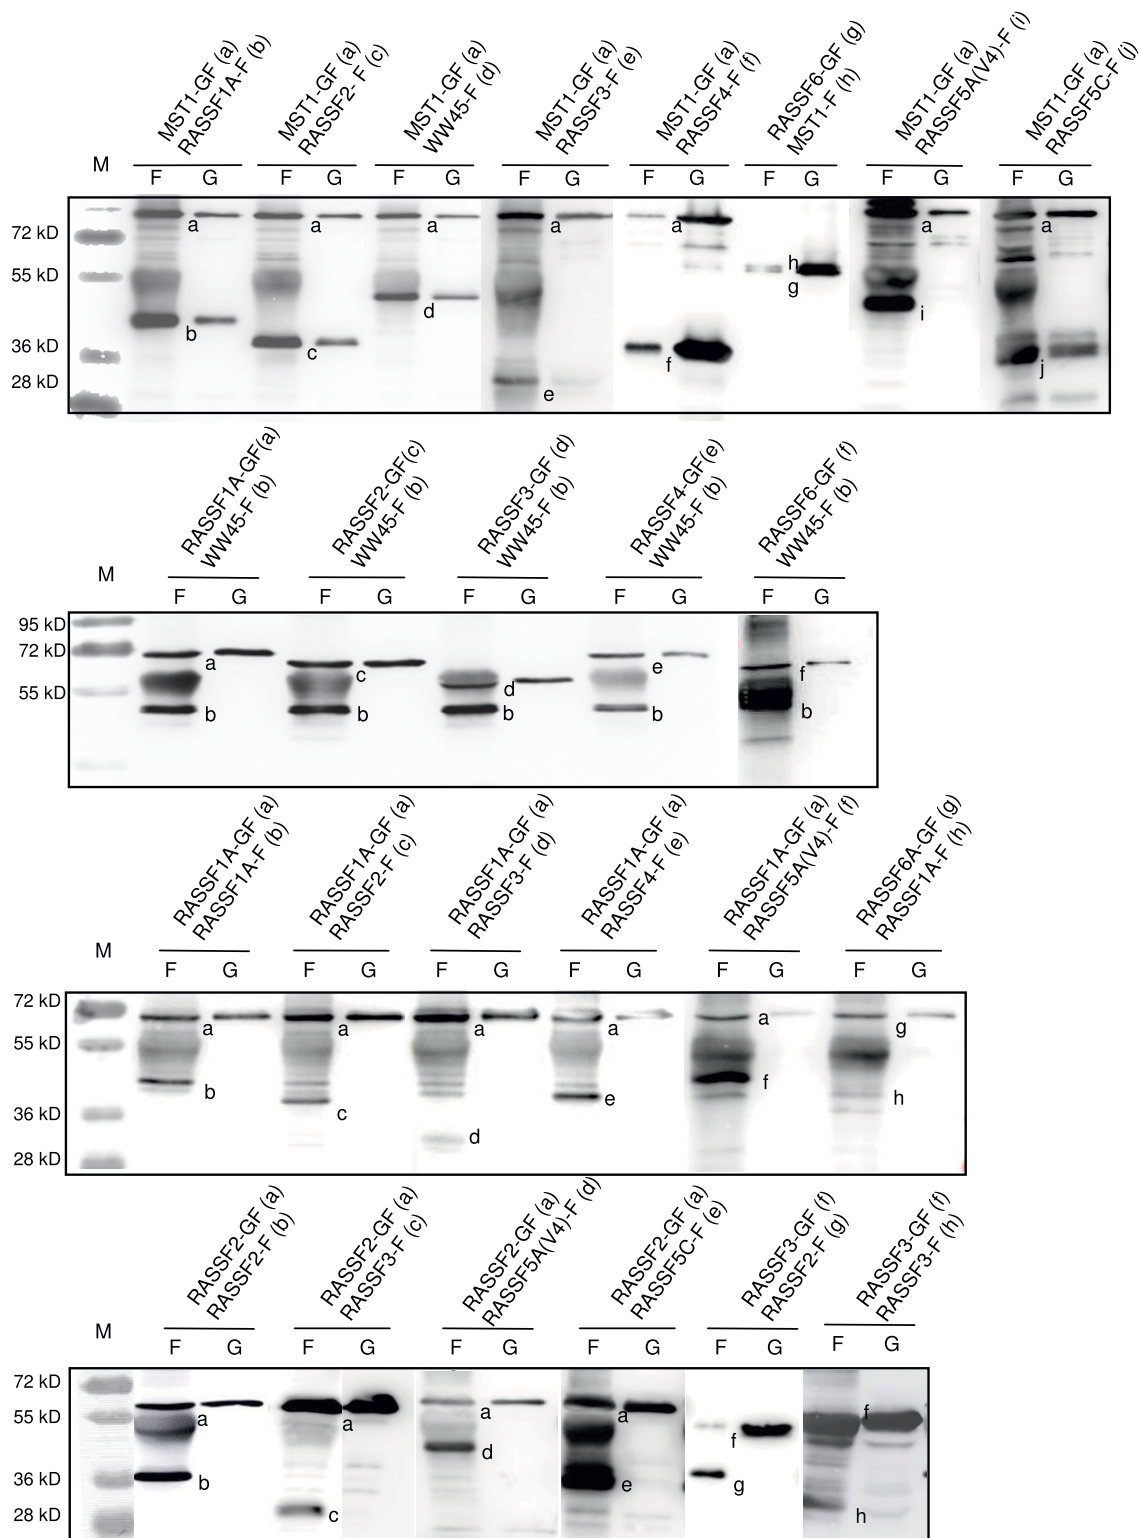 MST1-GF (a)
RASSF1A-F (b)
MST1-GF (a)
RASSF2- F (c)
MST1-GF (a)
WW45-F (d)
MST1-GF (a)
RASSF3-F (e)
MST1-GF (a)
RASSF4-F (f)
RASSF6-GF (g)
MST1-F (h)
MST1-GF (a)
RASSF5A(V4)-F (i)
MST1-GF (a)
RASSF5C-F (j)
M
F G F G F G F G F G F G F G F G
72 kD
55 kD
36 kD
28 kD
a a a a a a a
h
g
b c d e f i j
RASSF1A-GF(a)
WW45-F (b)
RASSF2-GF(c)
WW45-F (b)
RASSF3-GF (d)
WW45-F (b)
RASSF4-GF(e)
WW45-F (b)
RASSF6-GF (f)
WW45-F (b)
M
F G F G F G F G F G
95 kD
72 kD
55 kD
a c d e f
b b b b b
RASSF1A-GF (a)
RASSF1A-F (b)
RASSF1A-GF (a)
RASSF2-F (c)
RASSF1A-GF (a)
RASSF3-F (d)
RASSF1A-GF (a)
RASSF4-F (e)
RASSF1A-GF (a)
RASSF5A(V4)-F (f)
RASSF6A-GF (g)
RASSF1A-F (h)
M
F G F G F G F G F G F G
72 kD
55 kD
36 kD
28 kD
a a a a a g
b c d e f h
RASSF2-GF (a)
RASSF2-F (b)
RASSF2-GF (a)
RASSF3-F (c)
RASSF2-GF (a)
RASSF5A(V4)-F (d)
RASSF2-GF (a)
RASSF5C-F (e)
RASSF3-GF (f)
RASSF2-F (g)
RASSF3-GF (f)
RASSF3-F (h)
M
F G F G F G F G F G F G
72 kD
55 kD
36 kD
28 kD
a a a a f f
b c d e g h